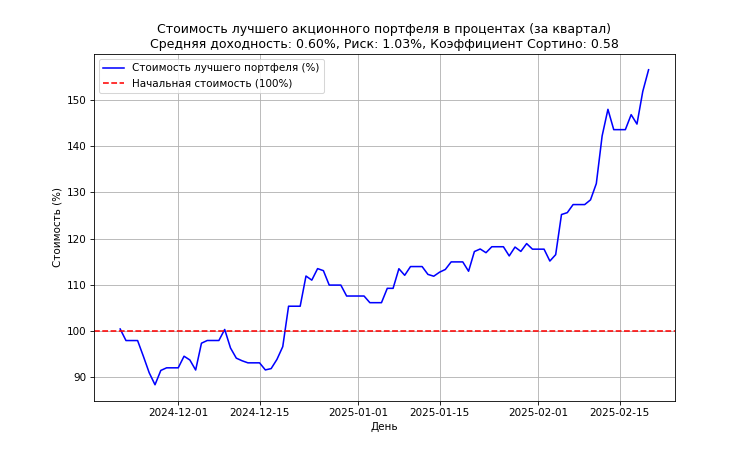 Стоимость лучшего акционного портфеля в процентах (за квартал)
Средняя доходность: 0.60%, Риск: 1.03%, Коэффициент Сортино: 0.58
Стоимость лучшего портфеля (%)
Начальная стоимость (100%)
Стоимость (%)
150
140
130
120
110
100
90
2024-12-01
2024-12-15
2025-01-01
2025-01-15
2025-02-01
2025-02-15
День